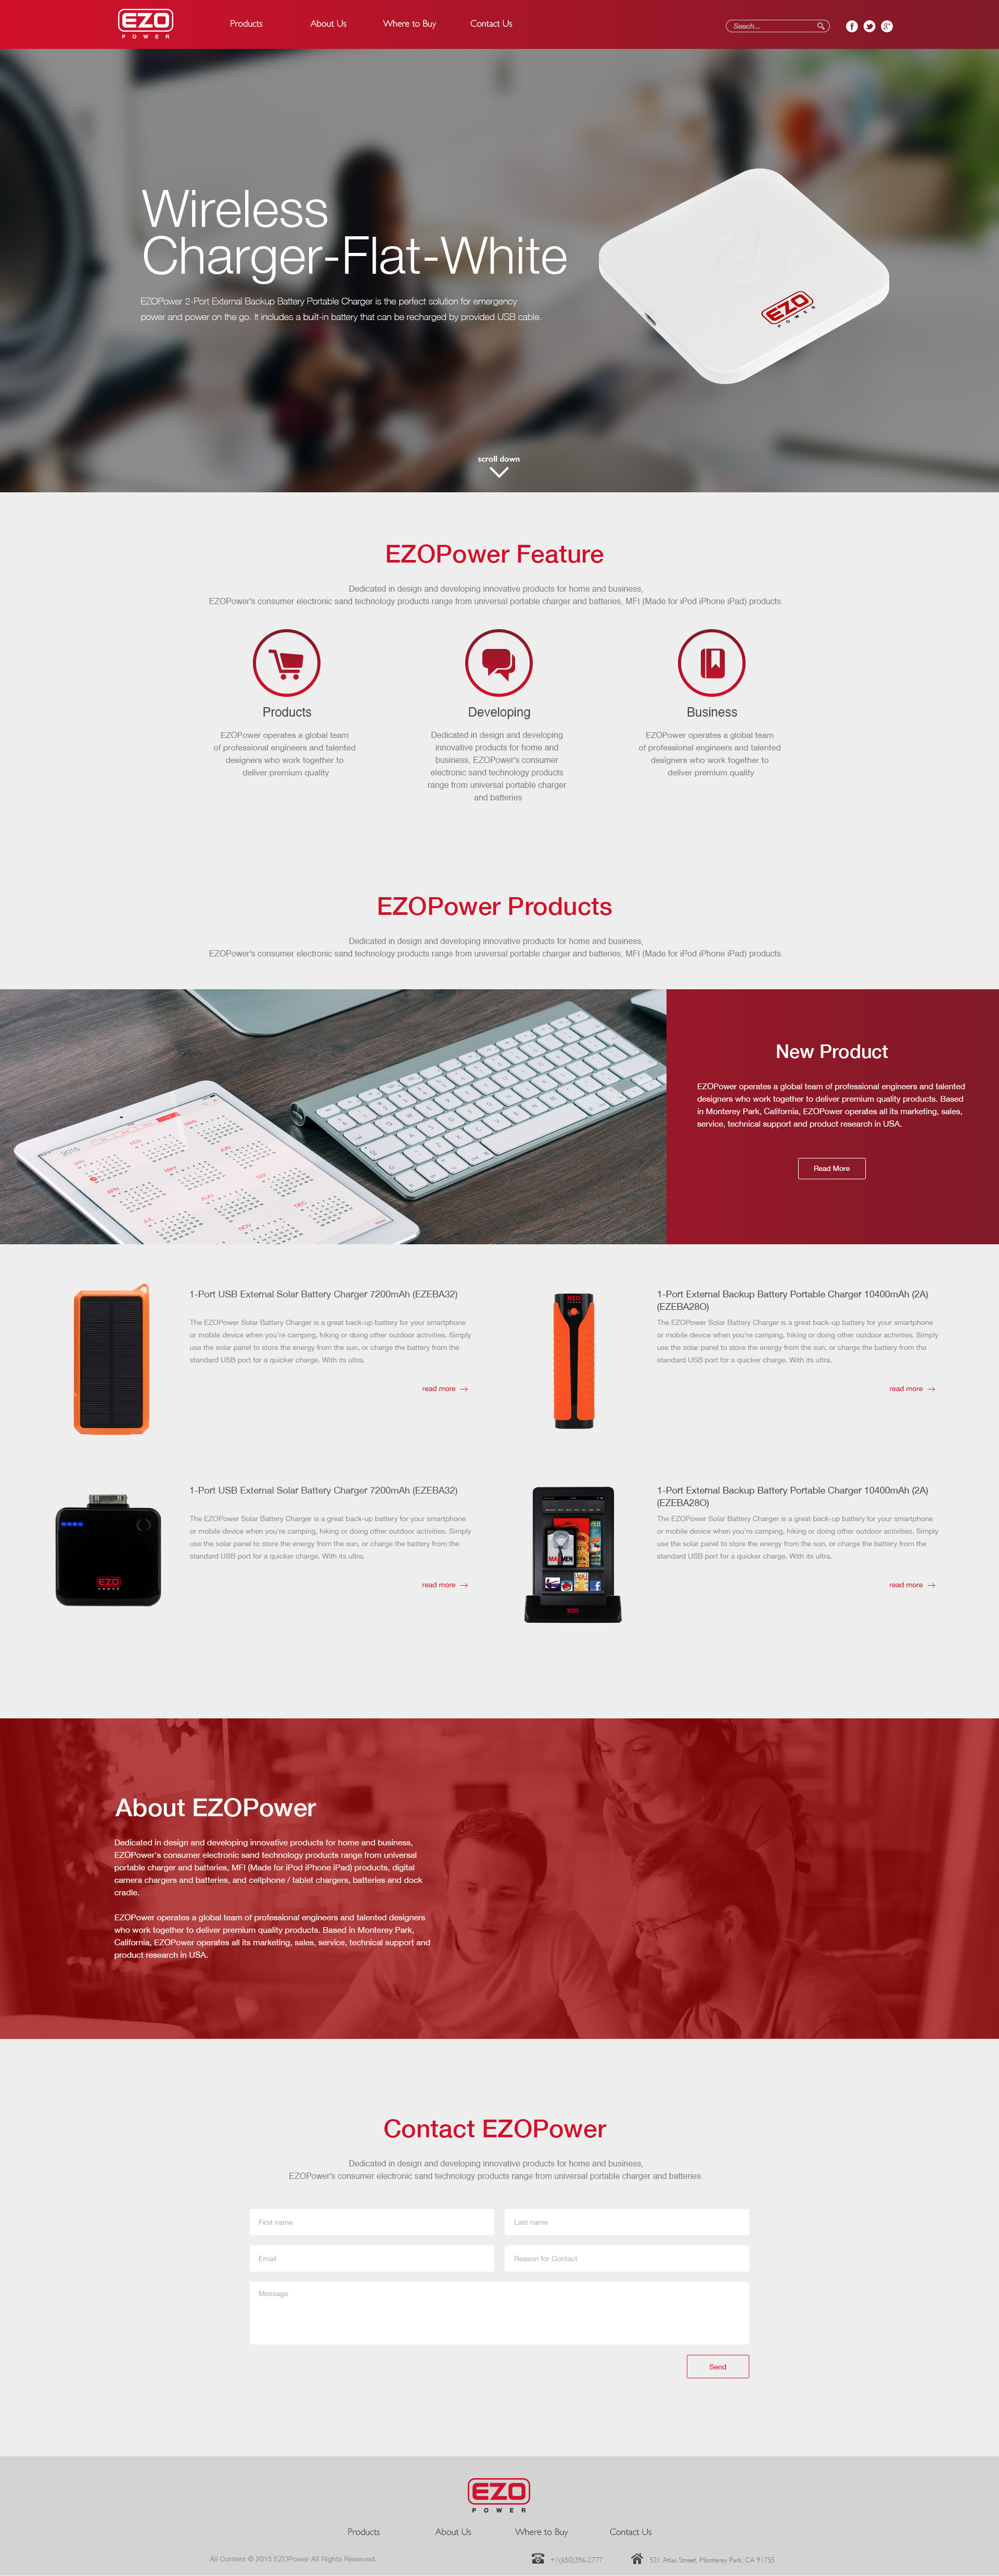 EZO
POWER
Products
About Us
Where to Buy
Contact Us
Seach...
Wireless
Charger-Flat-White
EZOPower 2-Port External Backup Battery Portable Charger is the perfect solution for emergency
power and power on the go. It includes a built-in battery that can be recharged by provided USB cable.
EZO
POWER
scroll down
EZOPower Feature
Dedicated in design and developing innovative products for home and business,
EZOPower's consumer electronic sand technology products range from universal portable charger and batteries, MFI (Made for iPod iPhone iPad) products.
Products
EZOPower operates a global team
of professional engineers and talented
designers who work together to
deliver premium quality
Developing
Dedicated in design and developing
innovative products for home and
business, EZOPower's consumer
electronic sand technology products
range from universal portable charger
and batteries
Business
EZOPower operates a global team
of professional engineers and talented
designers who work together to
deliver premium quality
EZOPower Products
Dedicated in design and developing innovative products for home and business,
EZOPower's consumer electronic sand technology products range from universal portable charger and batteries, MFI (Made for iPod iPhone iPad) products.
2016
JAN
FEB
MAR
APR
MAY
JUN
JUL
AUG
SEP
NOV
DEC
New Product
EZOPower operates a global team of professional engineers and talented
designers who work together to deliver premium quality products. Based
in Monterey Park, California, EZOPower operates all its marketing, sales,
service, technical support and product research in USA.
Read More
1-Port USB External Solar Battery Charger 7200mAh (EZEBA32)
The EZOPower Solar Battery Charger is a great back-up battery for your smartphone
or mobile device when you're camping, hiking or doing other outdoor activities. Simply
use the solar panel to store the energy from the sun, or charge the battery from the
standard USB port for a quicker charge. With its ultra.
read more
EZO
1-Port External Backup Battery Portable Charger 10400mAh (2A)
(EZEBA28O)
The EZOPower Solar Battery Charger is a great back-up battery for your smartphone
or mobile device when you're camping, hiking or doing other outdoor activities. Simply
use the solar panel to store the energy from the sun, or charge the battery from the
standard USB port for a quicker charge. With its ultra.
read more
EZO
POWER
1-Port USB External Solar Battery Charger 7200mAh (EZEBA32)
The EZOPower Solar Battery Charger is a great back-up battery for your smartphone
or mobile device when you're camping, hiking or doing other outdoor activities. Simply
use the solar panel to store the energy from the sun, or charge the battery from the
standard USB port for a quicker charge. With its ultra.
read more
MAD MEN
EZO
1-Port External Backup Battery Portable Charger 10400mAh (2A)
(EZEBA28O)
The EZOPower Solar Battery Charger is a great back-up battery for your smartphone
or mobile device when you're camping, hiking or doing other outdoor activities. Simply
use the solar panel to store the energy from the sun, or charge the battery from the
standard USB port for a quicker charge. With its ultra.
read more
About EZOPower
Dedicated in design and developing innovative products for home and business,
EZOPower's consumer electronic sand technology products range from universal
portable charger and batteries, MFI (Made for iPod iPhone iPad) products, digital
camera chargers and batteries, and cellphone / tablet chargers, batteries and dock
cradle.
EZOPower operates a global team of professional engineers and talented designers
who work together to deliver premium quality products. Based in Monterey Park,
California, EZOPower operates all its marketing, sales, service, technical support and
product research in USA.
Contact EZOPower
Dedicated in design and developing innovative products for home and business,
EZOPower's consumer electronic sand technology products range from universal portable charger and batteries.
First name
Last name
Email
Reason for Contact
Message
Send
EZO
POWER
Products
About Us
Where to Buy
Contact Us
All Content © 2015 EZOPower All Rights Reserved.
+1(650)396-2777
521 Atlas Street, Monterey Park, CA 91755